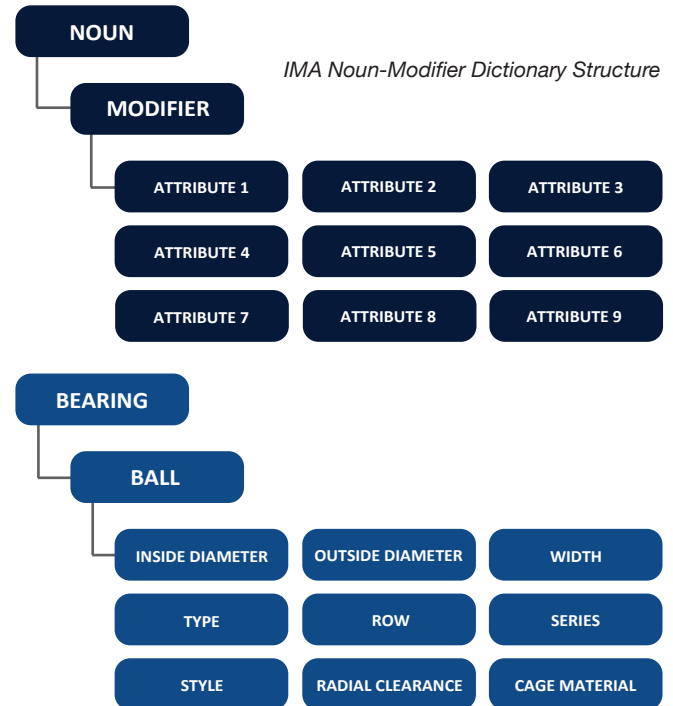 NOUN
IMA Noun-Modifier Dictionary Structure
MODIFIER
ATTRIBUTE 1
ATTRIBUTE 2
ATTRIBUTE 3
ATTRIBUTE 4
ATTRIBUTE 5
ATTRIBUTE 6
ATTRIBUTE 7
ATTRIBUTE 8
ATTRIBUTE 9
BEARING
BALL
INSIDE DIAMETER
OUTSIDE DIAMETER
WIDTH
TYPE
ROW
SERIES
STYLE
RADIAL CLEARANCE
CAGE MATERIAL